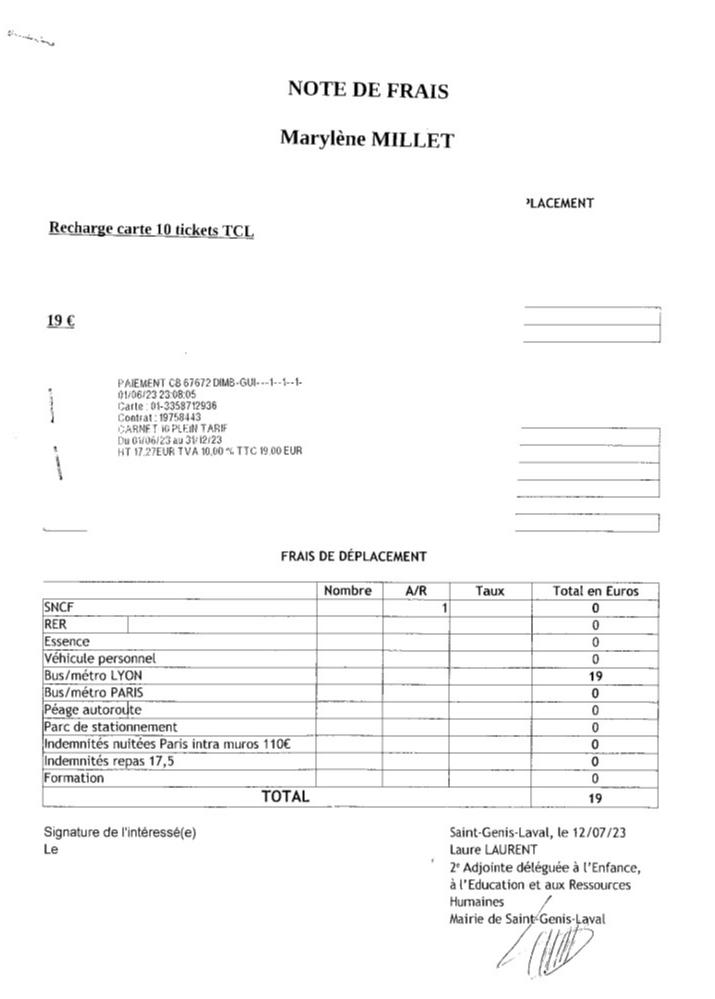 NOTE DE FRAIS
Marylène MILLET
LACEMENT
Recharge carte 10 tickets TCL
19 €
PAIEMENT CB 67672 DIMB-GUI---1--1--1-
01/06/23 23:08:05
Carte : 01-3358712936
Contrat : 19758443
CARNET 10 PLEIN TARIF
Du 01/06/23 au 31/12/23
HT 17.27EUR TVA 10,00 % TTC 19.00 EUR
FRAIS DE DÉPLACEMENT
Nombre A/R Taux Total en Euros
SNCF 1 0
RER 0
Essence 0
Véhicule personnel 0
Bus/métro LYON 19
Bus/métro PARIS 0
Péage autoroute 0
Parc de stationnement 0
Indemnités nuitées Paris intra muros 110€ 0
Indemnités repas 17,5 0
Formation 0
TOTAL 19
Signature de l'intéressé(e)
Le
Saint-Genis-Laval, le 12/07/23
Laure LAURENT
2e Adjointe déléguée à l'Enfance,
à l'Education et aux Ressources
Humaines
Mairie de Saint-Genis-Laval